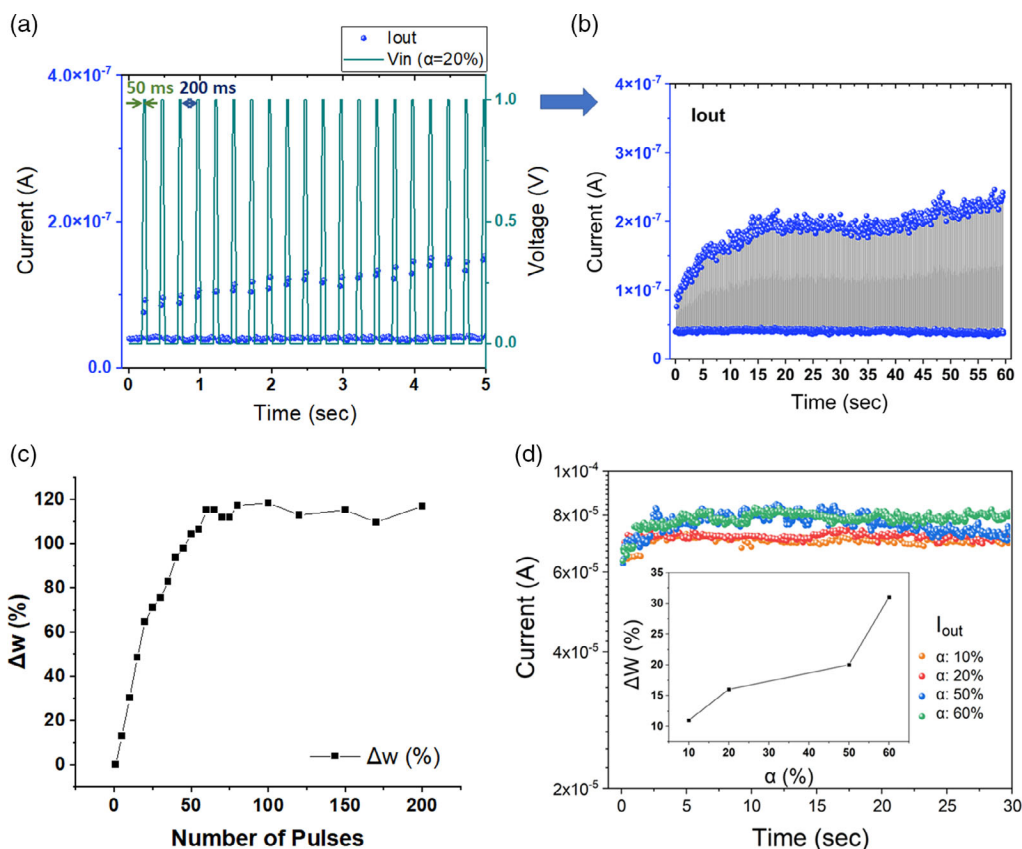 (a)
Iout
Vin (α=20%)
50 ms
200 ms
4.0×10⁻⁷
2.0×10⁻⁷
0.0
Current (A)
1.0
0.5
0.0
Voltage (V)
0 1 2 3 4 5
Time (sec)
(b)
Iout
4×10⁻⁷
3×10⁻⁷
2×10⁻⁷
1×10⁻⁷
0
Current (A)
0 5 10 15 20 25 30 35 40 45 50 55 60
Time (sec)
(c)
120
100
80
60
40
20
0
Δw (%)
Δw (%)
0 50 100 150 200
Number of Pulses
(d)
1x10⁻⁴
8x10⁻⁵
6x10⁻⁵
4x10⁻⁵
2x10⁻⁵
Current (A)
35
30
25
20
15
10
ΔW (%)
10 20 30 40 50 60
α (%)
Iout
α: 10%
α: 20%
α: 50%
α: 60%
0 5 10 15 20 25 30
Time (sec)